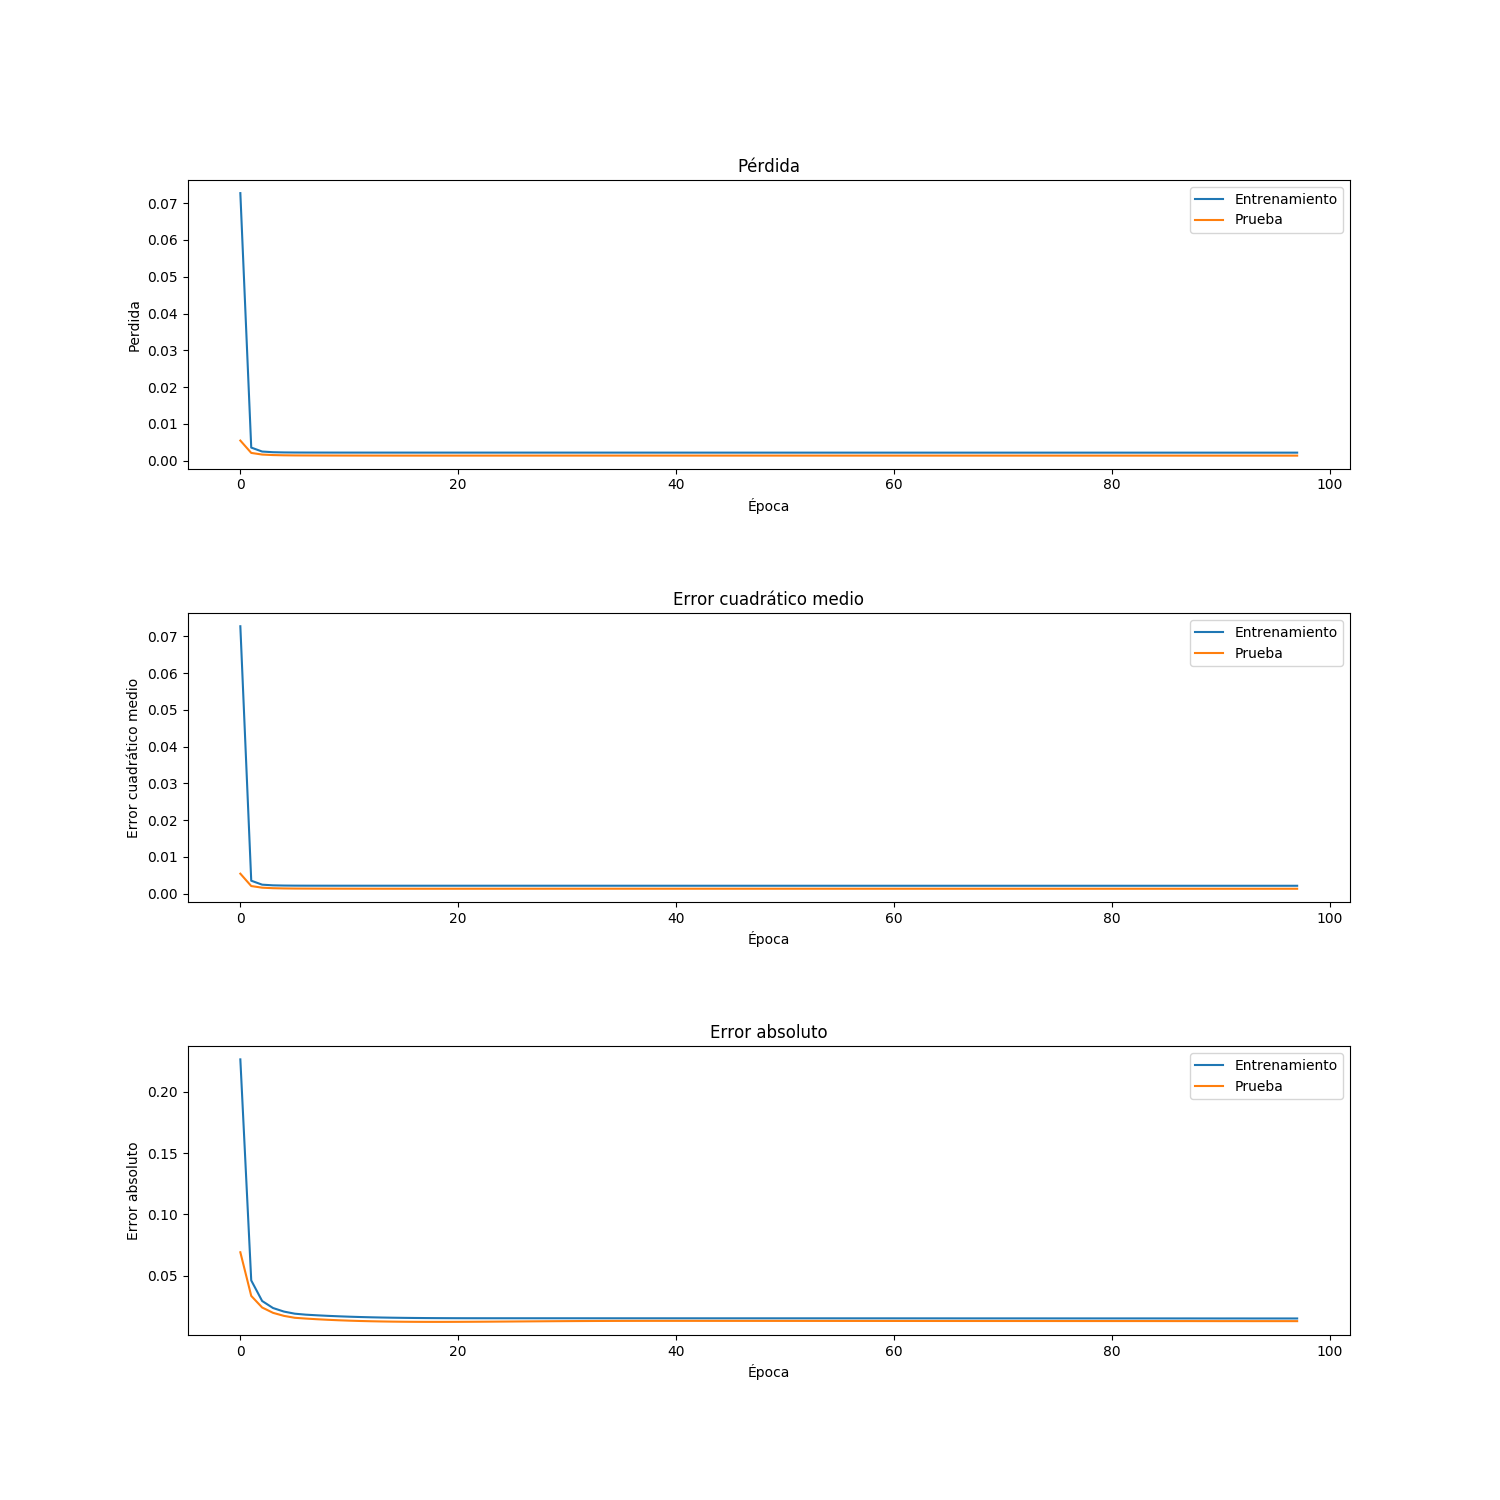 Pérdida
Entrenamiento
Prueba
0.07
0.06
0.05
0.04
0.03
0.02
0.01
0.00
Perdida
0 20 40 60 80 100
Época
Error cuadrático medio
Entrenamiento
Prueba
0.07
0.06
0.05
0.04
0.03
0.02
0.01
0.00
Error cuadrático medio
0 20 40 60 80 100
Época
Error absoluto
Entrenamiento
Prueba
0.20
0.15
0.10
0.05
Error absoluto
0 20 40 60 80 100
Época